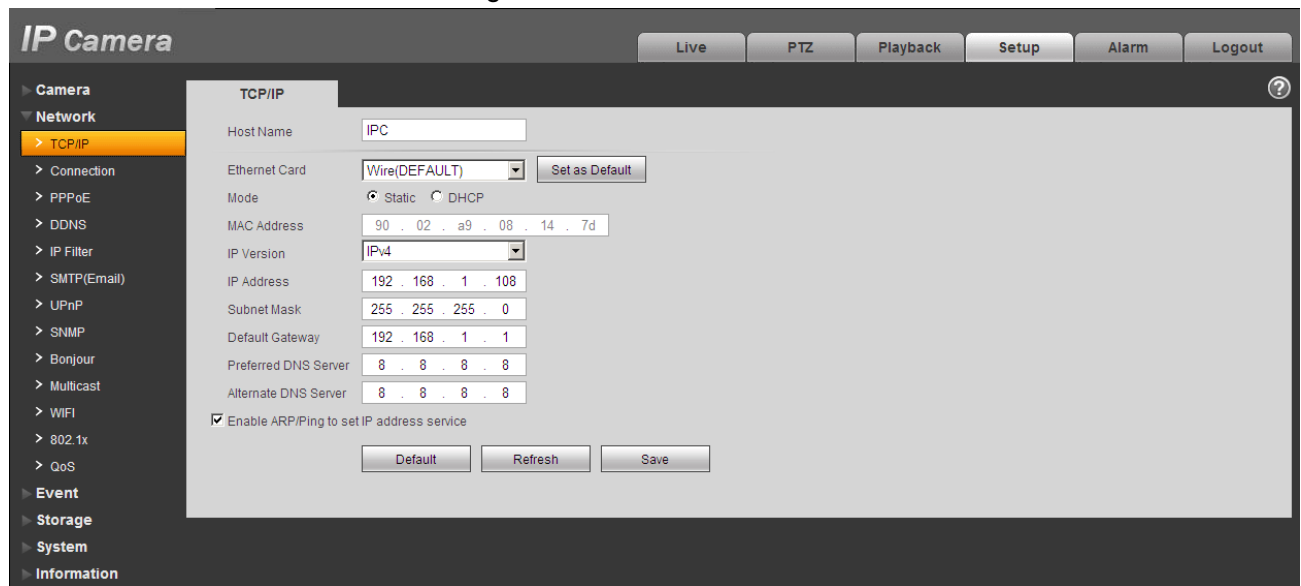 IP Camera
Live PTZ Playback Setup Alarm Logout
Camera
Network
> TCP/IP
> Connection
> PPPoE
> DDNS
> IP Filter
> SMTP(Email)
> UPnP
> SNMP
> Bonjour
> Multicast
> WIFI
> 802.1x
> QoS
Event
Storage
System
Information
TCP/IP
?
Host Name IPC
Ethernet Card Wire(DEFAULT) Set as Default
Mode Static DHCP
MAC Address 90 . 02 . a9 . 08 . 14 . 7d
IP Version IPv4
IP Address 192 . 168 . 1 . 108
Subnet Mask 255 . 255 . 255 . 0
Default Gateway 192 . 168 . 1 . 1
Preferred DNS Server 8 . 8 . 8 . 8
Alternate DNS Server 8 . 8 . 8 . 8
Enable ARP/Ping to set IP address service
Default Refresh Save